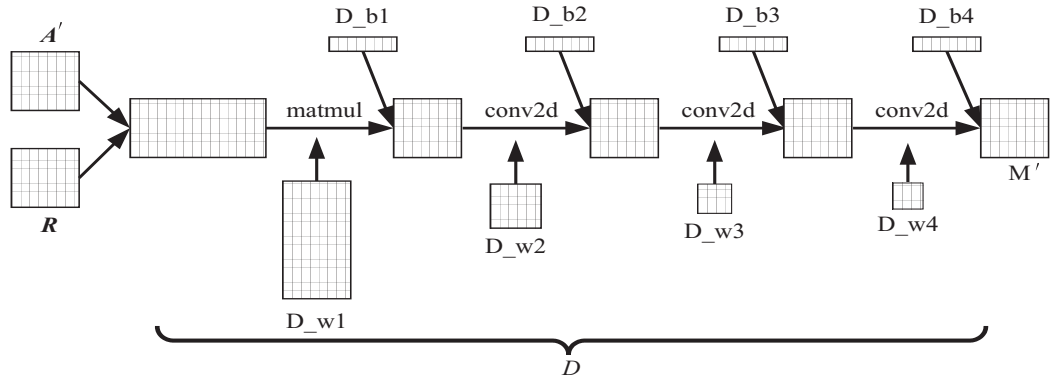 D_b1 D_b2 D_b3 D_b4
A′
matmul conv2d conv2d conv2d
R
M′
D_w1 D_w2 D_w3 D_w4
D